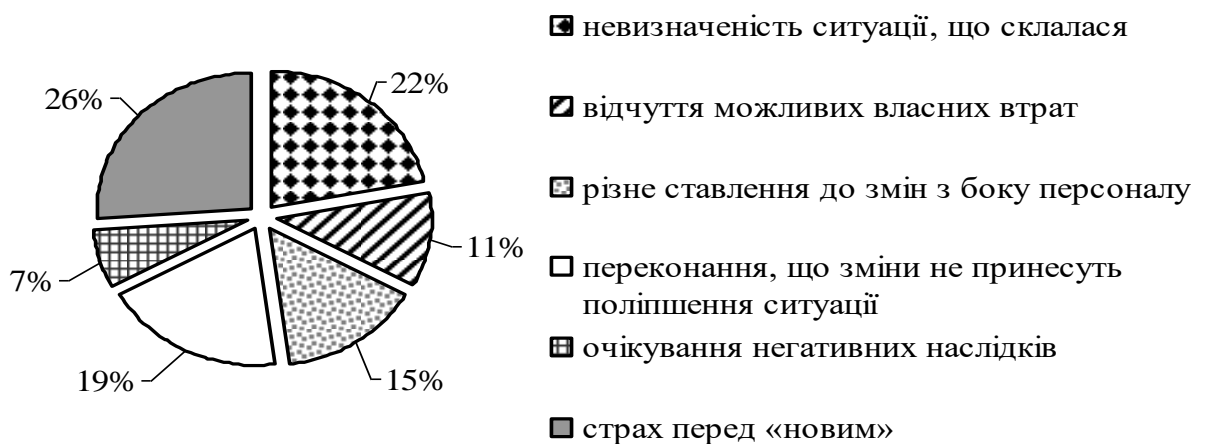 невизначеність ситуації, що склалася
22%
26%
відчуття можливих власних втрат
різне ставлення до змін з боку персоналу
11%
7%
переконання, що зміни не принесуть
поліпшення ситуації
очікування негативних наслідків
19%
15%
страх перед «новим»